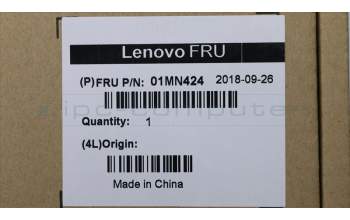 Lenovo FRU
(P)FRU P/N: 01MN424 2018-09-26
Quantity: 1
(4L)Origin:
Made in China